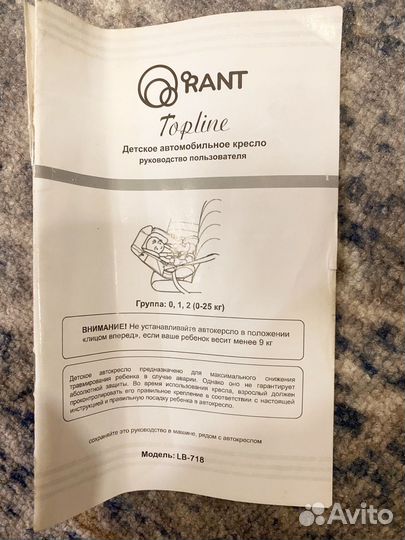 RANT
Topline
Детское автомобильное кресло
руководство пользователя
Группа: 0, 1, 2 (0-25 кг)
ВНИМАНИЕ! Не устанавливайте автокерсло в положении
«лицом вперед», если ваше ребенок весит менее 9 кг
Детское автокресло предназначено для максимального снижения
травмирования ребенка в случае аварии. Однако оно не гарантирует
абсолютной защиты. Во время использования кресла, взрослый должен
проконтролировать его правильное крепление в соответствии с настоящей
инструкцией и правильную посадку ребенка в автокресло.
сохраняйте это руководство в машине, рядом с автокреслом
Модель: LB-718
Avito